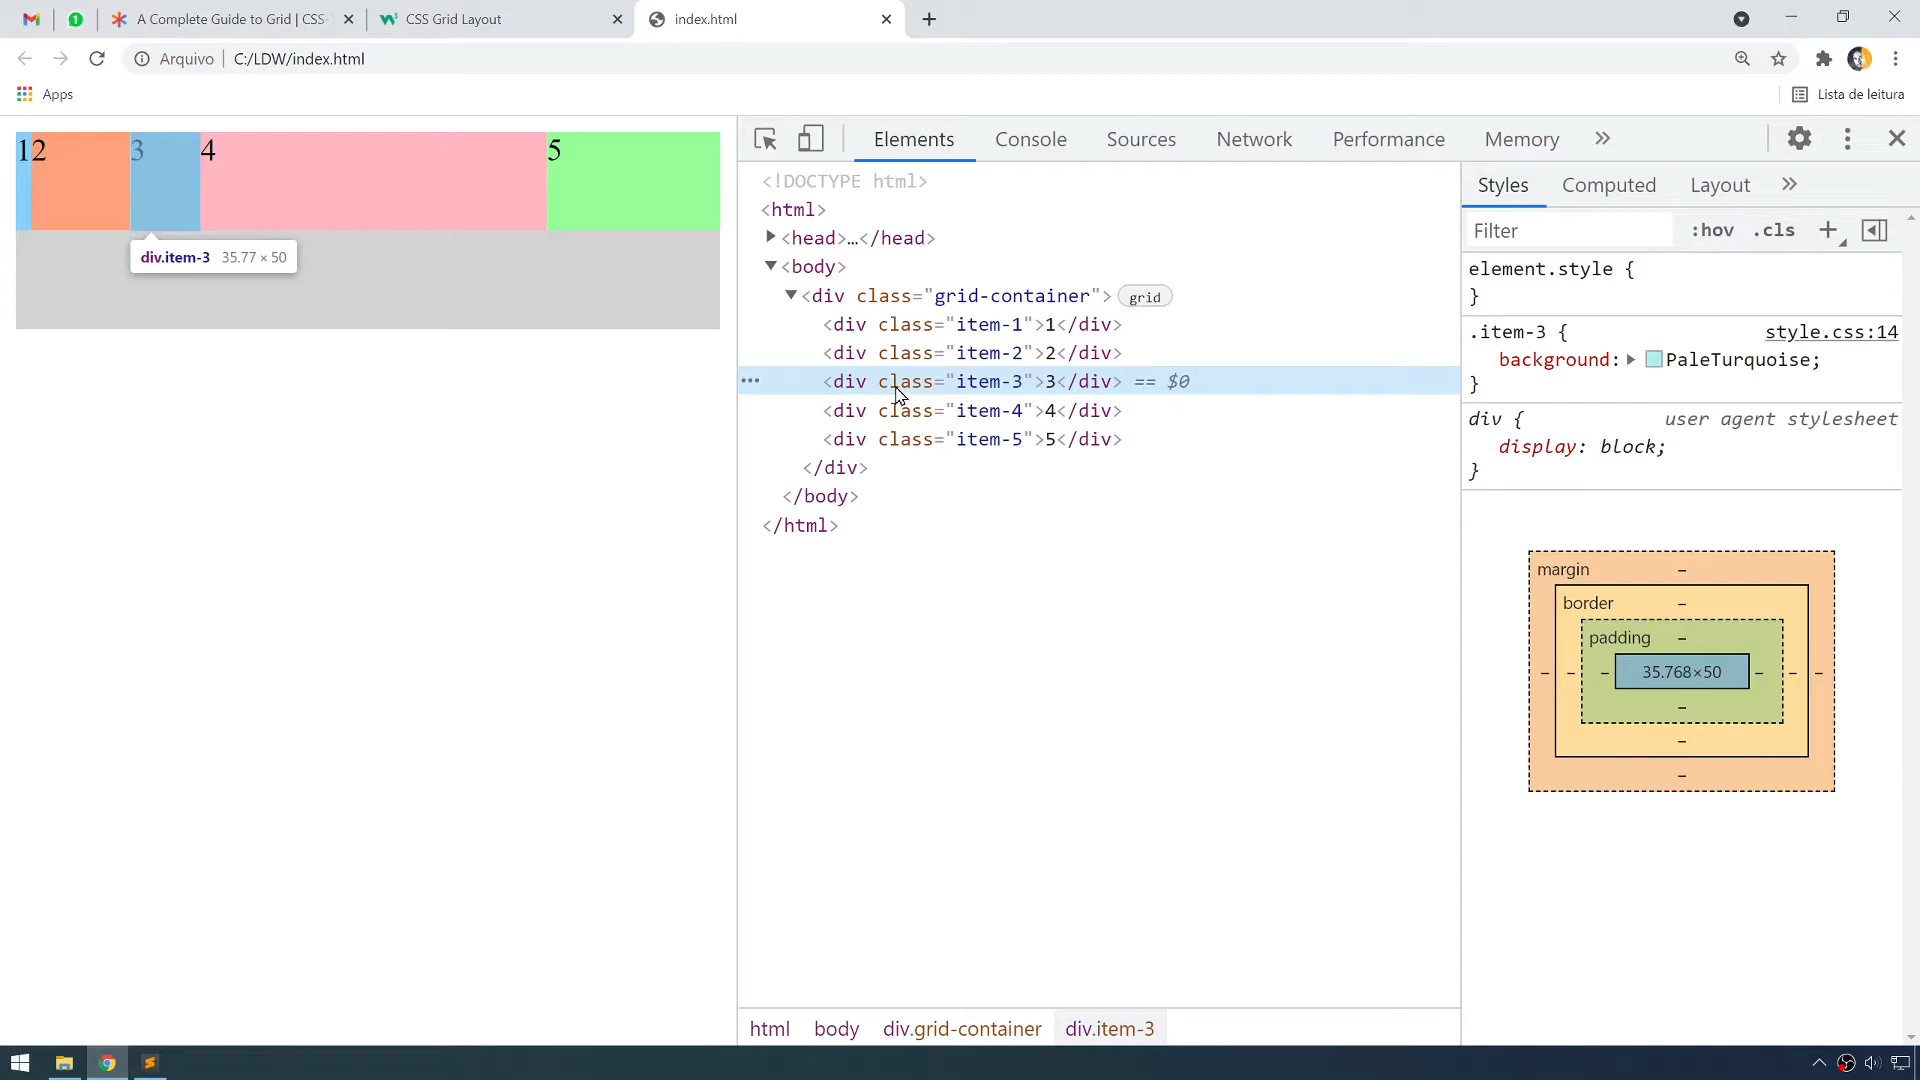 A Complete Guide to Grid | CSS-
CSS Grid Layout
index.html
Arquivo
C:/LDW/index.html
Apps
Lista de leitura
1
2
3
4
5
div.item-3 35.77 × 50
Elements
Console
Sources
Network
Performance
Memory
<!DOCTYPE html>
<html>
<head>…</head>
<body>
<div class="grid-container"> grid
<div class="item-1">1</div>
<div class="item-2">2</div>
<div class="item-3">3</div> == $0
<div class="item-4">4</div>
<div class="item-5">5</div>
</div>
</body>
</html>
html
body
div.grid-container
div.item-3
Styles
Computed
Layout
Filter
:hov
.cls
element.style {
}
.item-3 { style.css:14
background: PaleTurquoise;
}
div { user agent stylesheet
display: block;
}
margin –
border –
padding –
– – – 35.768×50 – – –
–
–
–